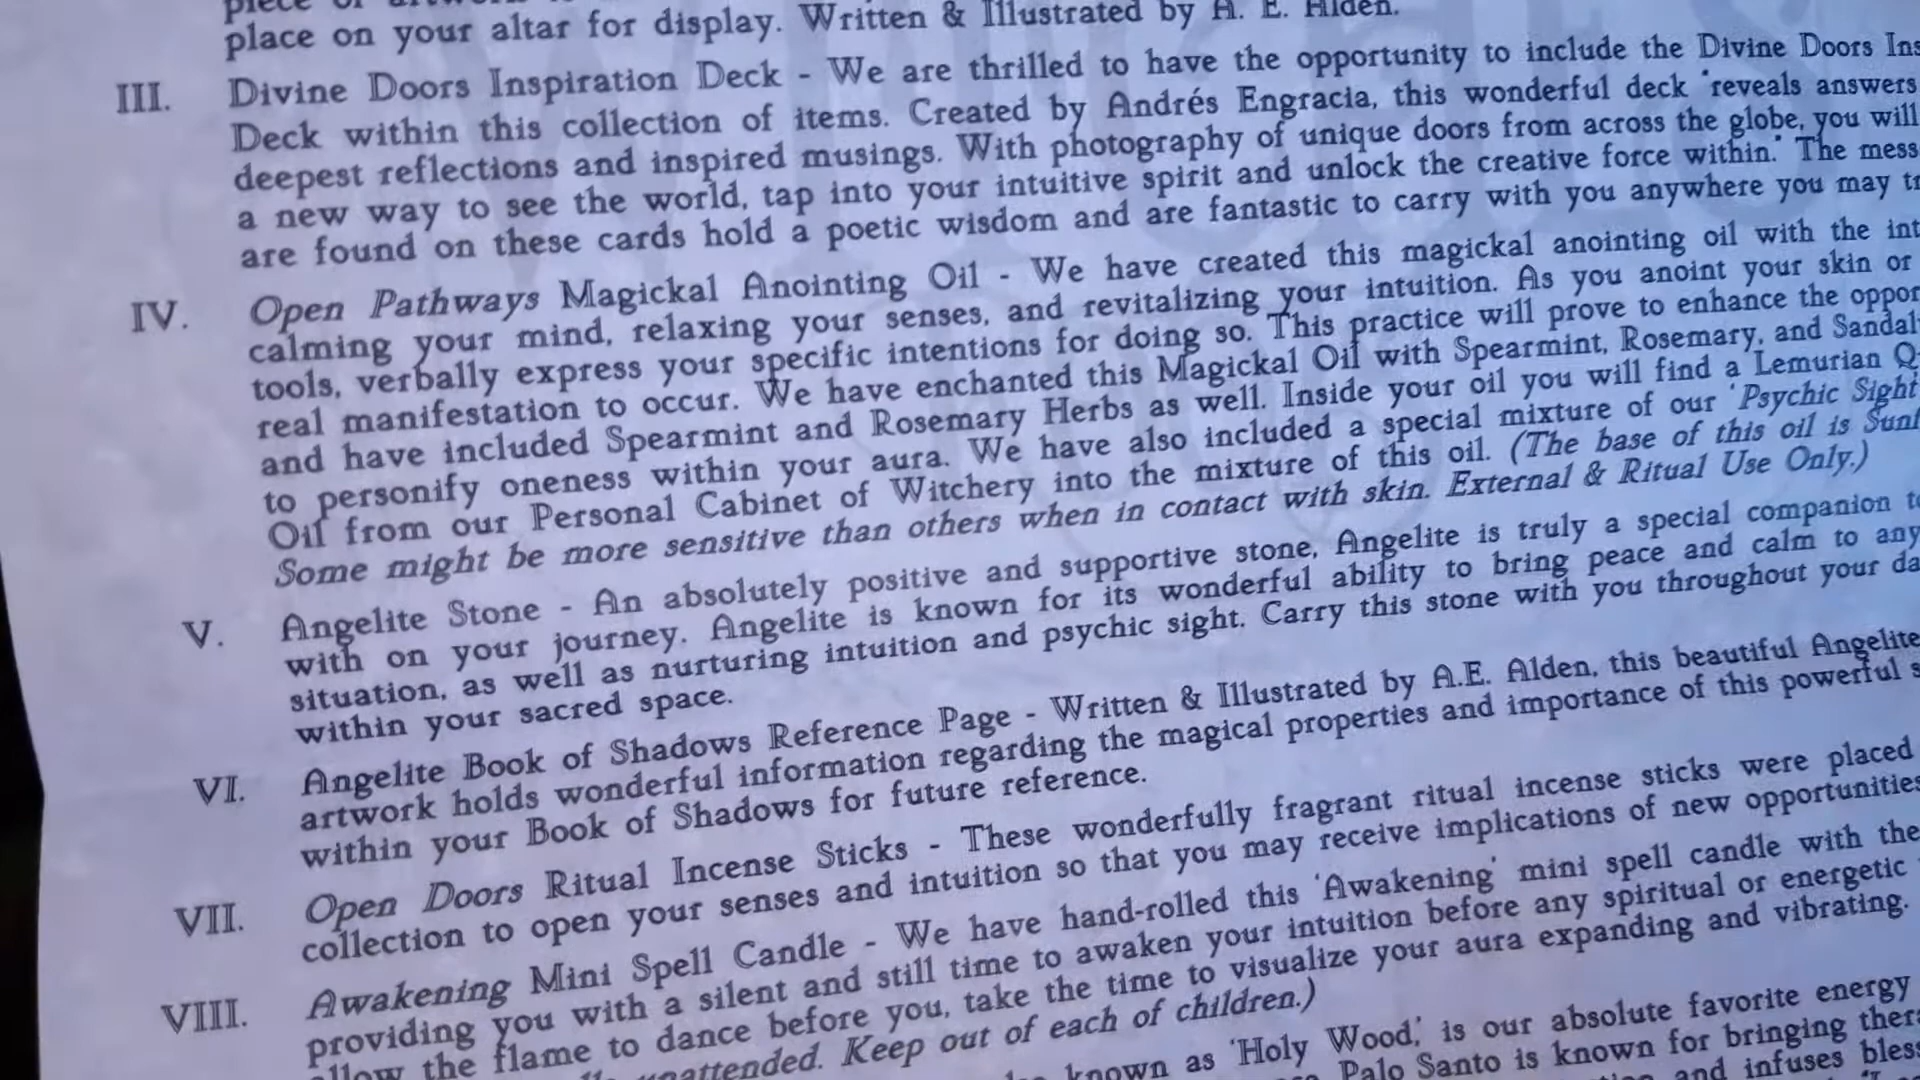 place on your altar for display. Written & Illustrated by A. E. Alden.
III. Divine Doors Inspiration Deck - We are thrilled to have the opportunity to include the Divine Doors Ins
Deck within this collection of items. Created by Andrés Engracia, this wonderful deck 'reveals answers
deepest reflections and inspired musings. With photography of unique doors from across the globe, you will
a new way to see the world, tap into your intuitive spirit and unlock the creative force within.' The mess
are found on these cards hold a poetic wisdom and are fantastic to carry with you anywhere you may tr
IV. Open Pathways Magickal Anointing Oil - We have created this magickal anointing oil with the int
calming your mind, relaxing your senses, and revitalizing your intuition. As you anoint your skin or
tools, verbally express your specific intentions for doing so. This practice will prove to enhance the oppor
real manifestation to occur. We have enchanted this Magickal Oil with Spearmint, Rosemary, and Sandal
and have included Spearmint and Rosemary Herbs as well. Inside your oil you will find a Lemurian Q
to personify oneness within your aura. We have also included a special mixture of our 'Psychic Sight
Oil from our Personal Cabinet of Witchery into the mixture of this oil. (The base of this oil is Sunf
Some might be more sensitive than others when in contact with skin. External & Ritual Use Only.)
V. Angelite Stone - An absolutely positive and supportive stone, Angelite is truly a special companion t
with on your journey. Angelite is known for its wonderful ability to bring peace and calm to any
situation, as well as nurturing intuition and psychic sight. Carry this stone with you throughout your da
within your sacred space.
VI. Angelite Book of Shadows Reference Page - Written & Illustrated by A.E. Alden, this beautiful Angelite
artwork holds wonderful information regarding the magical properties and importance of this powerful s
within your Book of Shadows for future reference.
VII. Open Doors Ritual Incense Sticks - These wonderfully fragrant ritual incense sticks were placed
collection to open your senses and intuition so that you may receive implications of new opportunities
VIII. Awakening Mini Spell Candle - We have hand-rolled this 'Awakening' mini spell candle with the
providing you with a silent and still time to awaken your intuition before any spiritual or energetic
allow the flame to dance before you, take the time to visualize your aura expanding and vibrating.
unattended. Keep out of each of children.)
known as 'Holy Wood,' is our absolute favorite energy
Palo Santo is known for bringing ther
and infuses bless